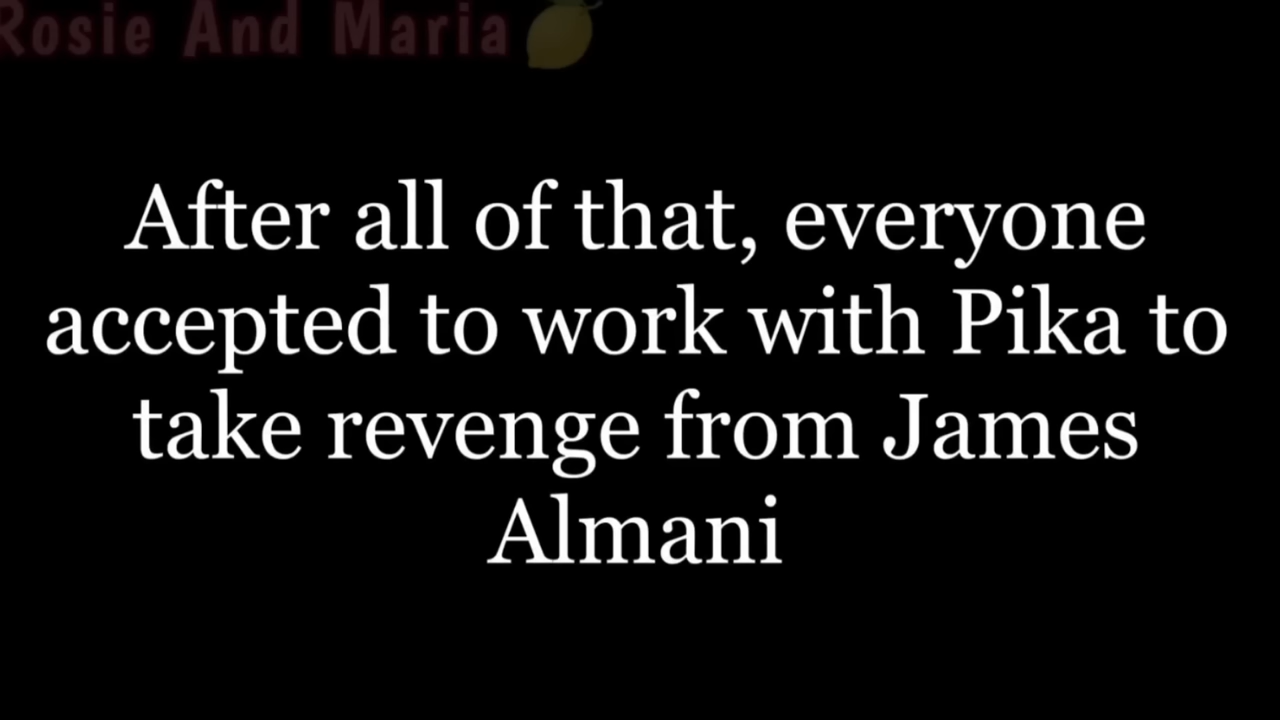 Rosie And Maria
After all of that, everyone
accepted to work with Pika to
take revenge from James
Almani